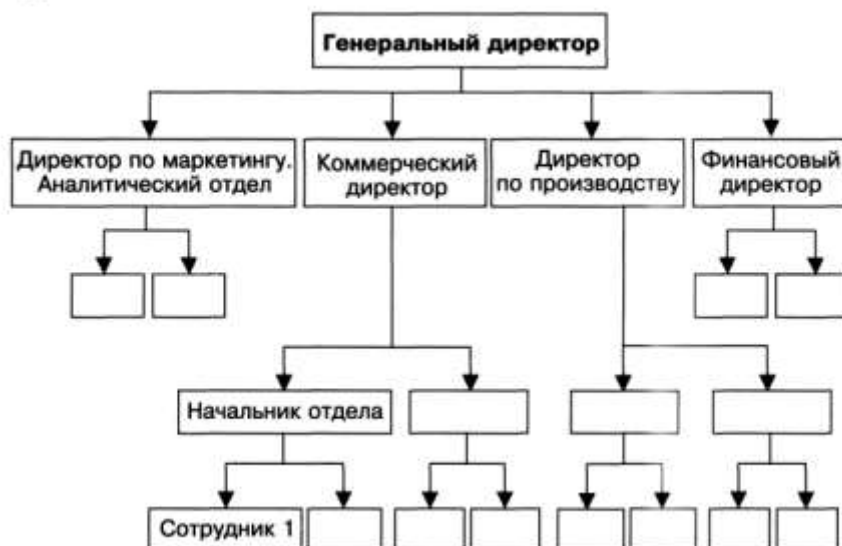 Генеральный директор
Директор по маркетингу.
Аналитический отдел
Коммерческий
директор
Директор
по производству
Финансовый
директор
Начальник отдела
Сотрудник 1